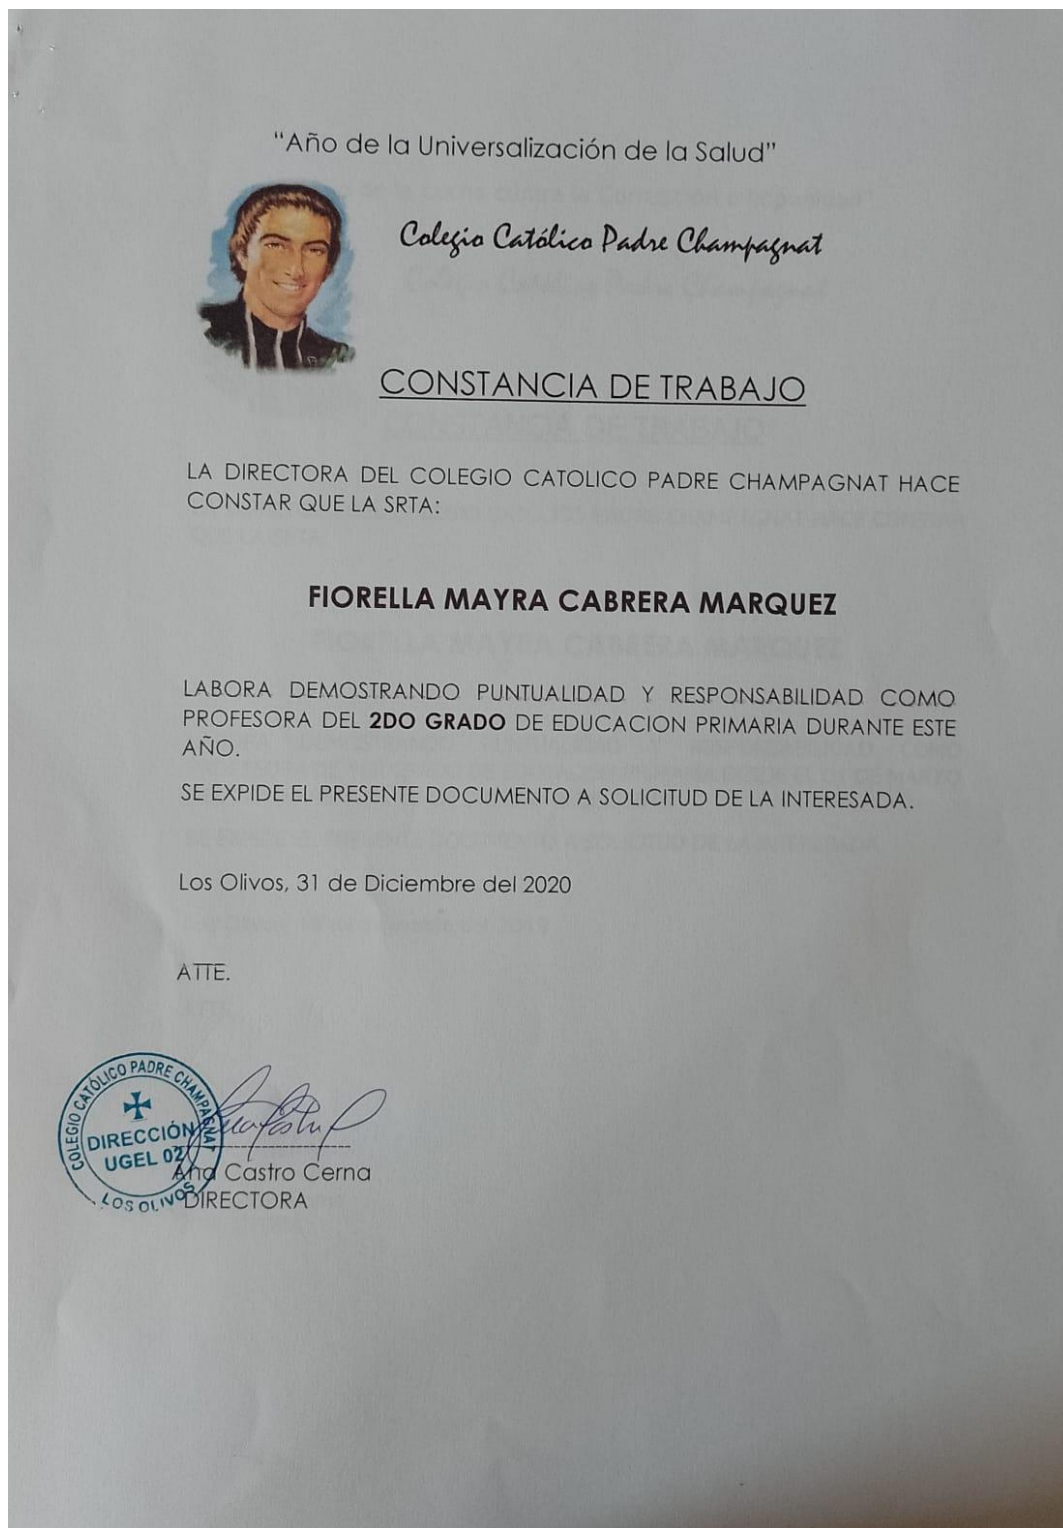 “Año de la Universalización de la Salud”
Colegio Católico Padre Champagnat
CONSTANCIA DE TRABAJO
LA DIRECTORA DEL COLEGIO CATOLICO PADRE CHAMPAGNAT HACE
CONSTAR QUE LA SRTA:
FIORELLA MAYRA CABRERA MARQUEZ
LABORA DEMOSTRANDO PUNTUALIDAD Y RESPONSABILIDAD COMO
PROFESORA DEL 2DO GRADO DE EDUCACION PRIMARIA DURANTE ESTE
AÑO.
SE EXPIDE EL PRESENTE DOCUMENTO A SOLICITUD DE LA INTERESADA.
Los Olivos, 31 de Diciembre del 2020
ATTE.
COLEGIO CATÓLICO PADRE CHAMPAGNAT
DIRECCIÓN
UGEL 02
LOS OLIVOS
Ana Castro Cerna
DIRECTORA